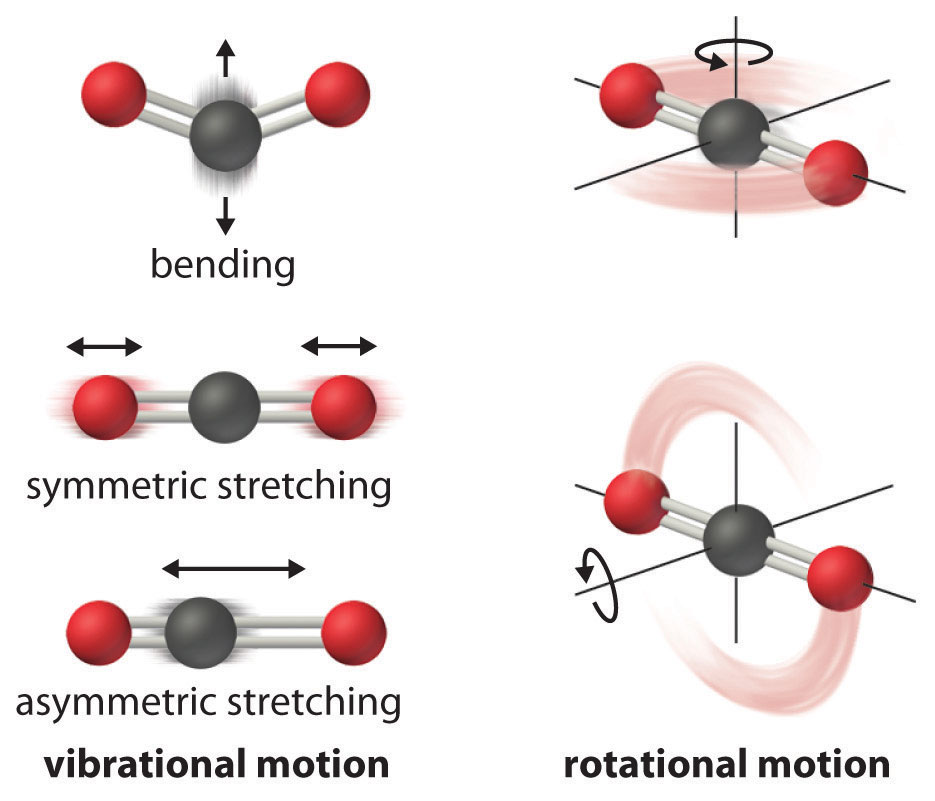 bending
symmetric stretching
asymmetric stretching
vibrational motion
rotational motion